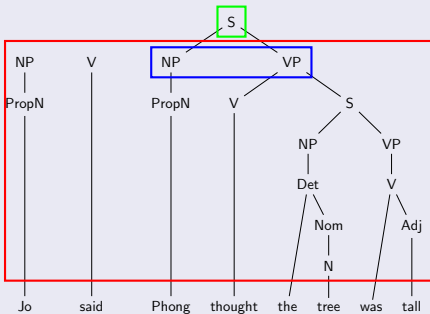 S
NP V NP VP
PropN PropN V S
NP VP
Det V
Nom Adj
N
Jo said Phong thought the tree was tall